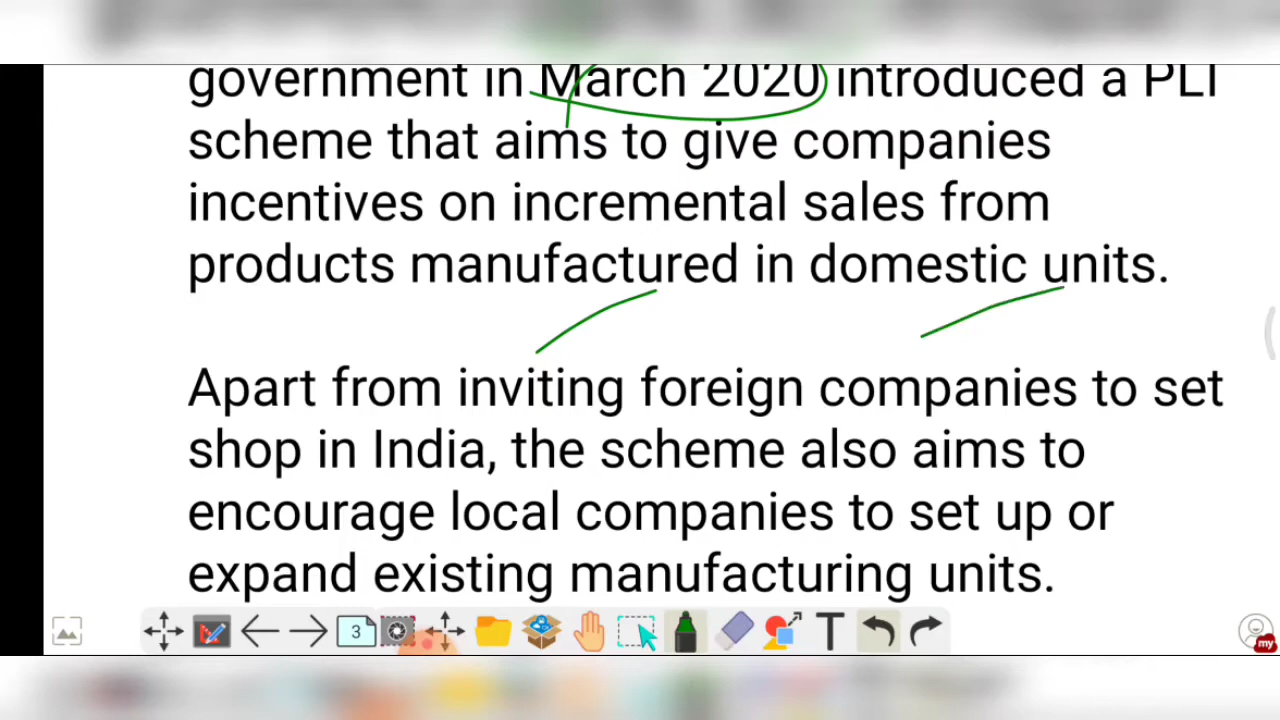 government in March 2020 introduced a PLI
scheme that aims to give companies
incentives on incremental sales from
products manufactured in domestic units.
Apart from inviting foreign companies to set
shop in India, the scheme also aims to
encourage local companies to set up or
expand existing manufacturing units.
3
T
my